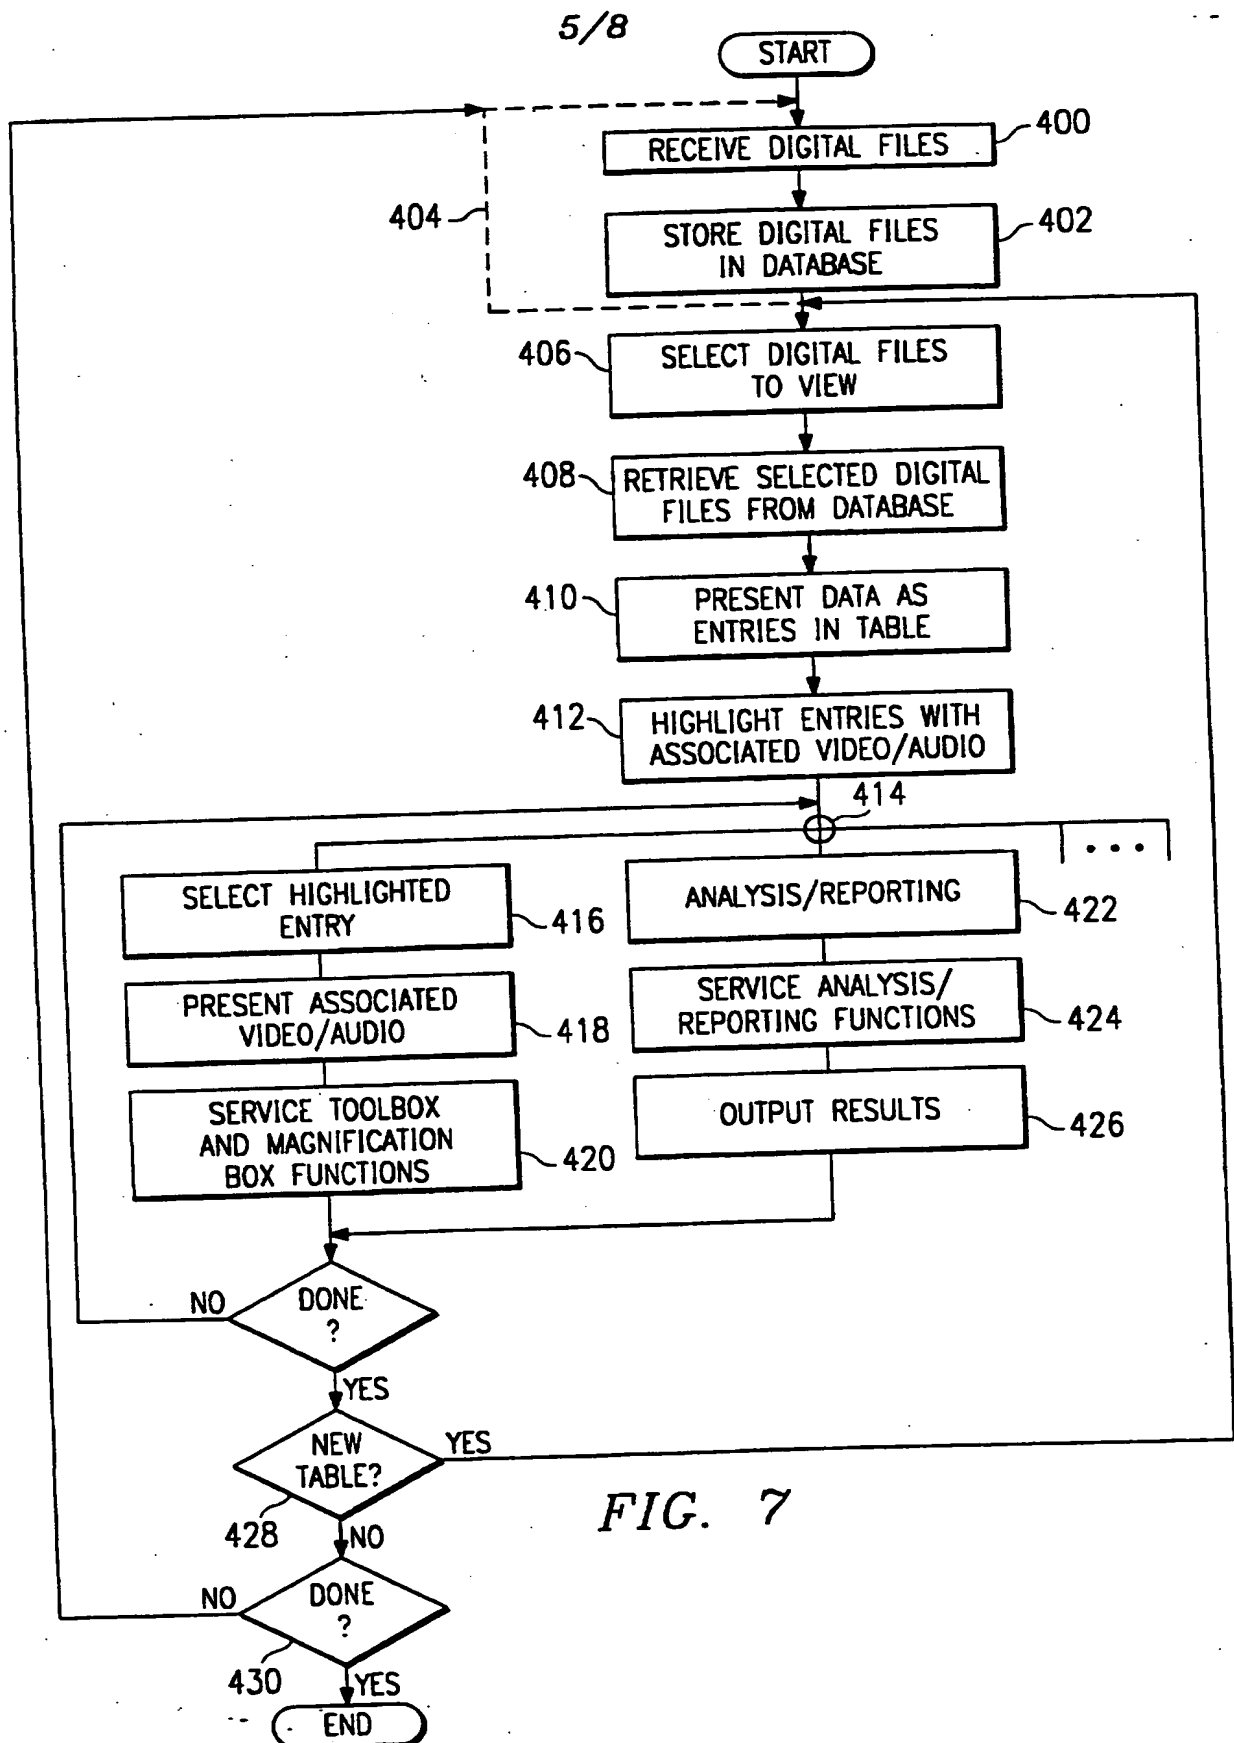 5/8
START
RECEIVE DIGITAL FILES
400
404
STORE DIGITAL FILES
IN DATABASE
402
406
SELECT DIGITAL FILES
TO VIEW
408
RETRIEVE SELECTED DIGITAL
FILES FROM DATABASE
410
PRESENT DATA AS
ENTRIES IN TABLE
412
HIGHLIGHT ENTRIES WITH
ASSOCIATED VIDEO/AUDIO
414
SELECT HIGHLIGHTED
ENTRY
416
ANALYSIS/REPORTING
422
• • •
PRESENT ASSOCIATED
VIDEO/AUDIO
418
SERVICE ANALYSIS/
REPORTING FUNCTIONS
424
SERVICE TOOLBOX
AND MAGNIFICATION
BOX FUNCTIONS
420
OUTPUT RESULTS
426
NO
DONE
?
YES
NEW
TABLE?
YES
428
NO
NO
DONE
?
430
YES
END
FIG. 7